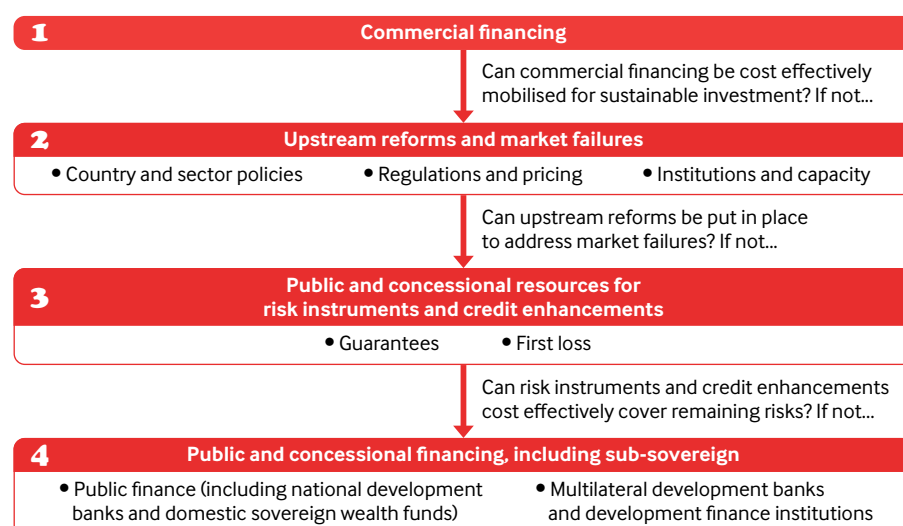 1 Commercial financing
Can commercial financing be cost effectively
mobilised for sustainable investment? If not...
2 Upstream reforms and market failures
• Country and sector policies • Regulations and pricing • Institutions and capacity
Can upstream reforms be put in place
to address market failures? If not...
3 Public and concessional resources for
risk instruments and credit enhancements
• Guarantees • First loss
Can risk instruments and credit enhancements
cost effectively cover remaining risks? If not...
4 Public and concessional financing, including sub-sovereign
• Public finance (including national development
banks and domestic sovereign wealth funds)
• Multilateral development banks
and development finance institutions